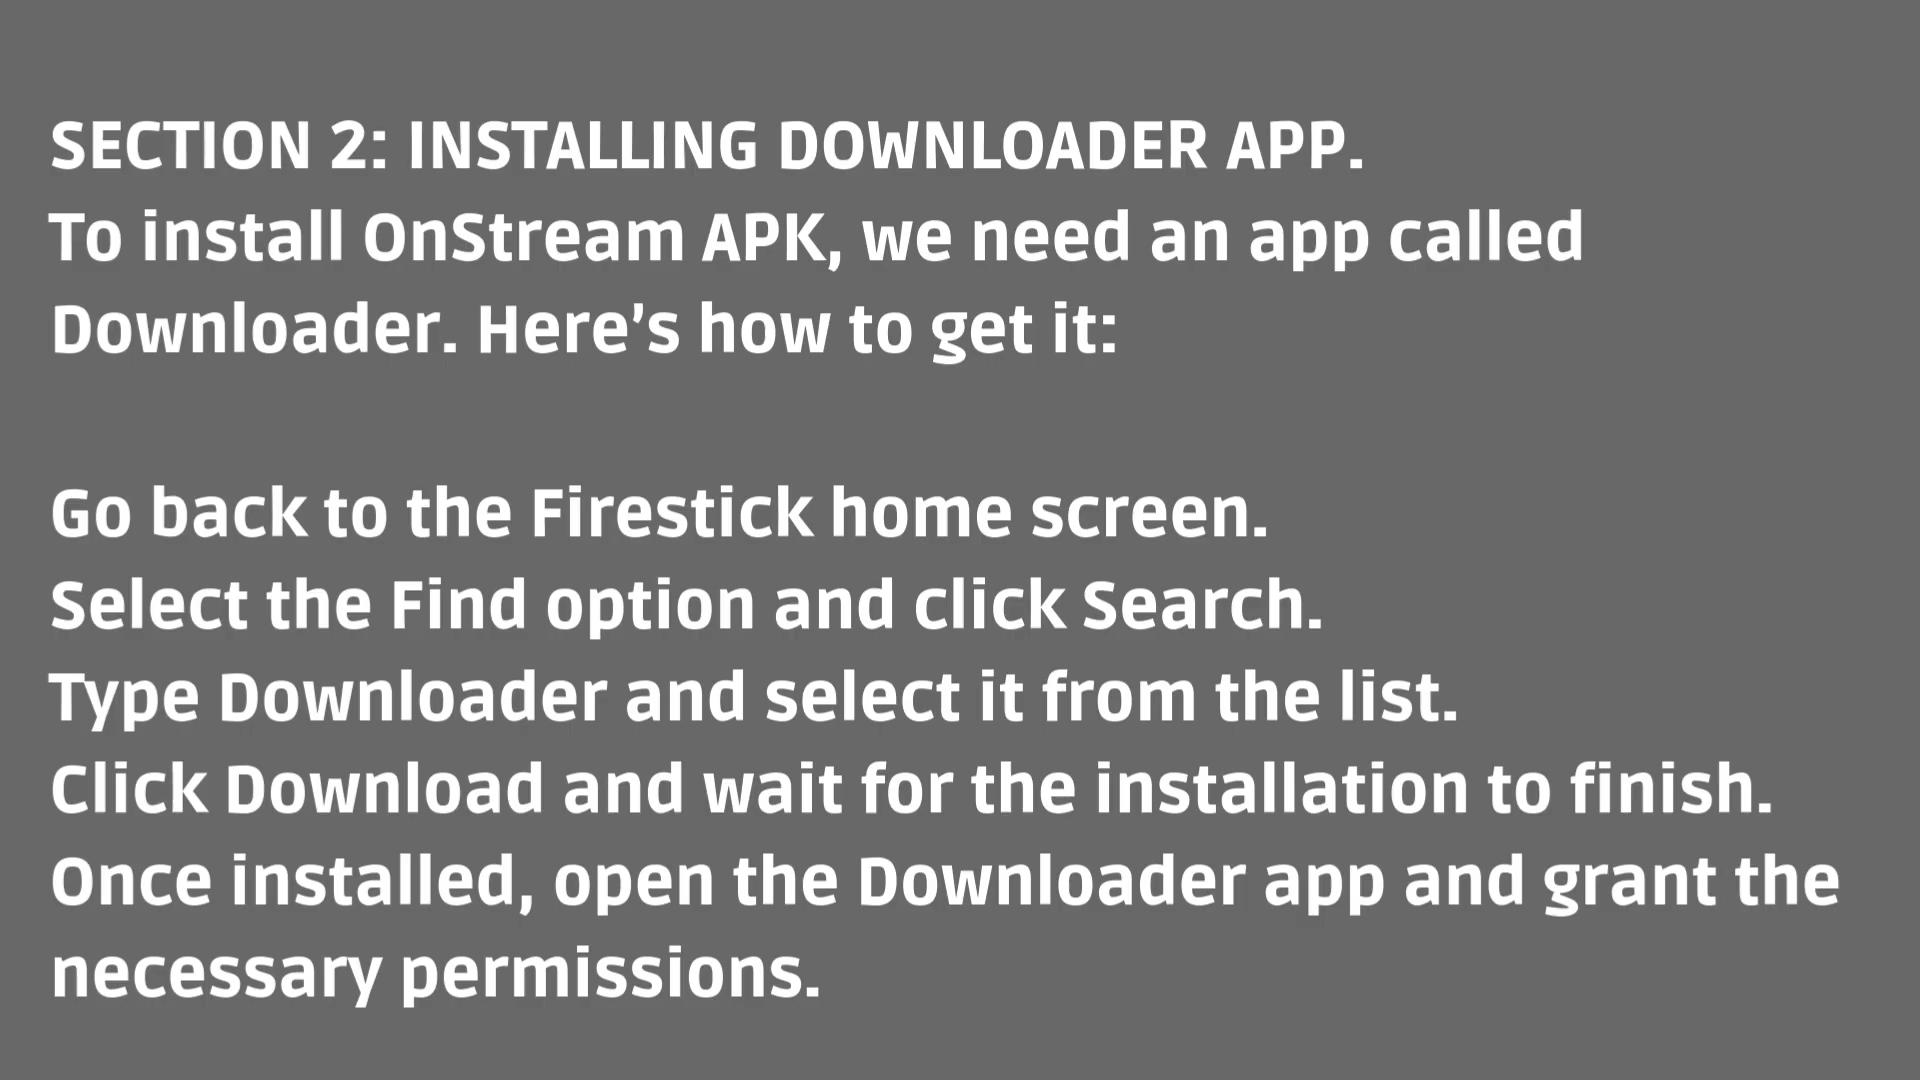 SECTION 2: INSTALLING DOWNLOADER APP.
To install OnStream APK, we need an app called
Downloader. Here’s how to get it:
Go back to the Firestick home screen.
Select the Find option and click Search.
Type Downloader and select it from the list.
Click Download and wait for the installation to finish.
Once installed, open the Downloader app and grant the
necessary permissions.